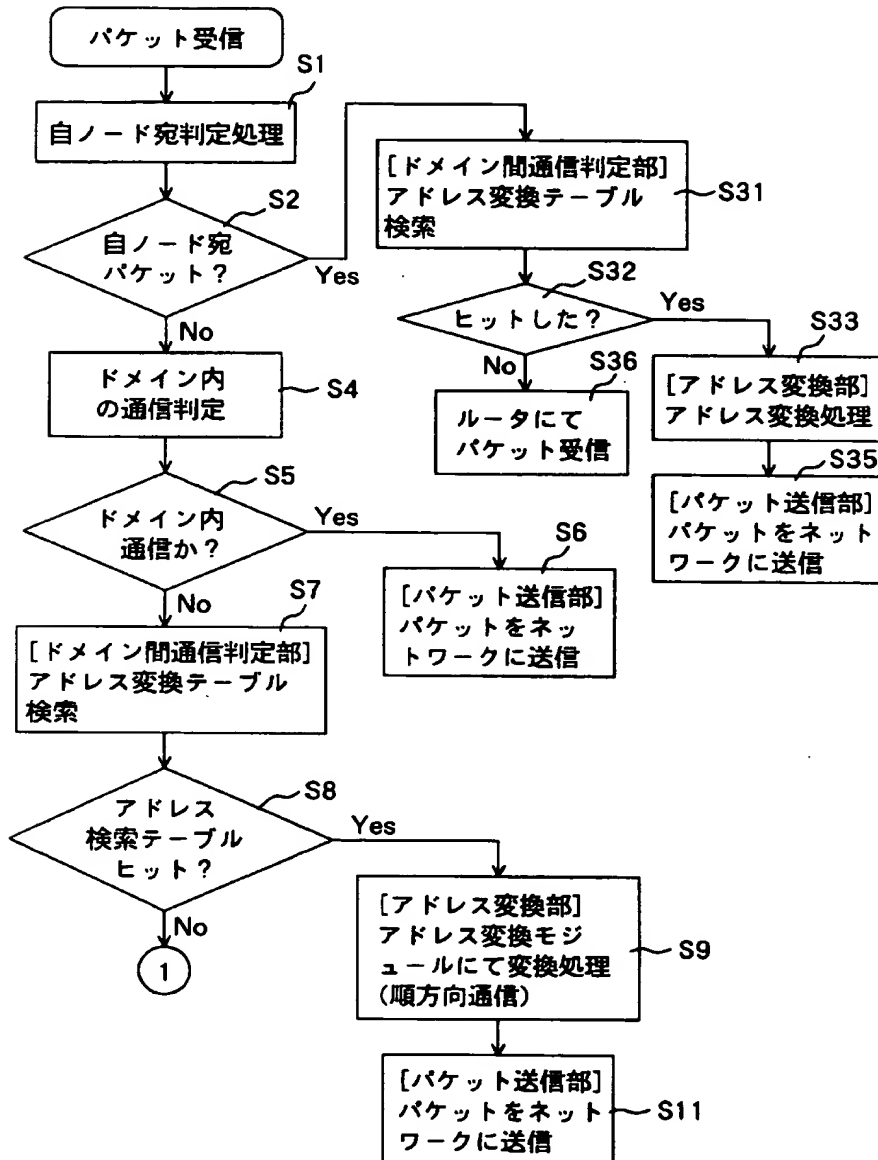 パケット受信
S1
自ノード宛判定処理
S2
自ノード宛
パケット？
Yes
No
[ドメイン間通信判定部]
アドレス変換テーブル
検索
S31
S32
ヒットした？
Yes
No
S36
ルータにて
パケット受信
S33
[アドレス変換部]
アドレス変換処理
S35
[パケット送信部]
パケットをネット
ワークに送信
ドメイン内
の通信判定
S4
S5
ドメイン内
通信か？
Yes
No
S6
[パケット送信部]
パケットをネッ
トワークに送信
S7
[ドメイン間通信判定部]
アドレス変換テーブル
検索
S8
アドレス
検索テーブル
ヒット？
Yes
No
1
[アドレス変換部]
アドレス変換モジ
ュールにて変換処理
(順方向通信)
S9
[パケット送信部]
パケットをネット
ワークに送信
S11